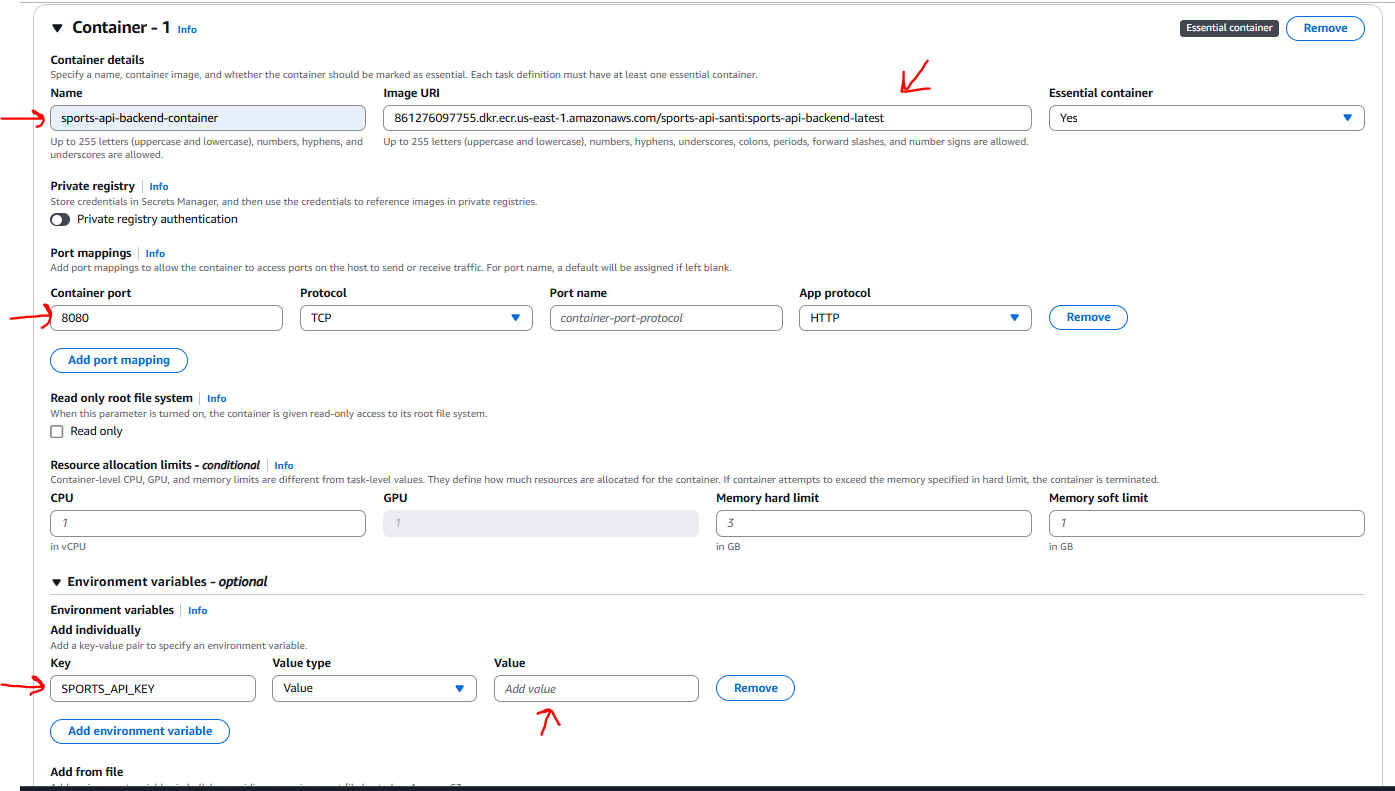 Container - 1 Info Essential container Remove
Container details
Specify a name, container image, and whether the container should be marked as essential. Each task definition must have at least one essential container.
Name Image URI Essential container
sports-api-backend-container 861276097755.dkr.ecr.us-east-1.amazonaws.com/sports-api-santi:sports-api-backend-latest Yes
Up to 255 letters (uppercase and lowercase), numbers, hyphens, and Up to 255 letters (uppercase and lowercase), numbers, hyphens, underscores, colons, periods, forward slashes, and number signs are allowed.
underscores are allowed.
Private registry Info
Store credentials in Secrets Manager, and then use the credentials to reference images in private registries.
Private registry authentication
Port mappings Info
Add port mappings to allow the container to access ports on the host to send or receive traffic. For port name, a default will be assigned if left blank.
Container port Protocol Port name App protocol
8080 TCP container-port-protocol HTTP Remove
Add port mapping
Read only root file system Info
When this parameter is turned on, the container is given read-only access to its root file system.
Read only
Resource allocation limits - conditional Info
Container-level CPU, GPU, and memory limits are different from task-level values. They define how much resources are allocated for the container. If container attempts to exceed the memory specified in hard limit, the container is terminated.
CPU GPU Memory hard limit Memory soft limit
1 1 3 1
in vCPU in GB in GB
Environment variables - optional
Environment variables Info
Add individually
Add a key-value pair to specify an environment variable.
Key Value type Value
SPORTS_API_KEY Value Add value Remove
Add environment variable
Add from file